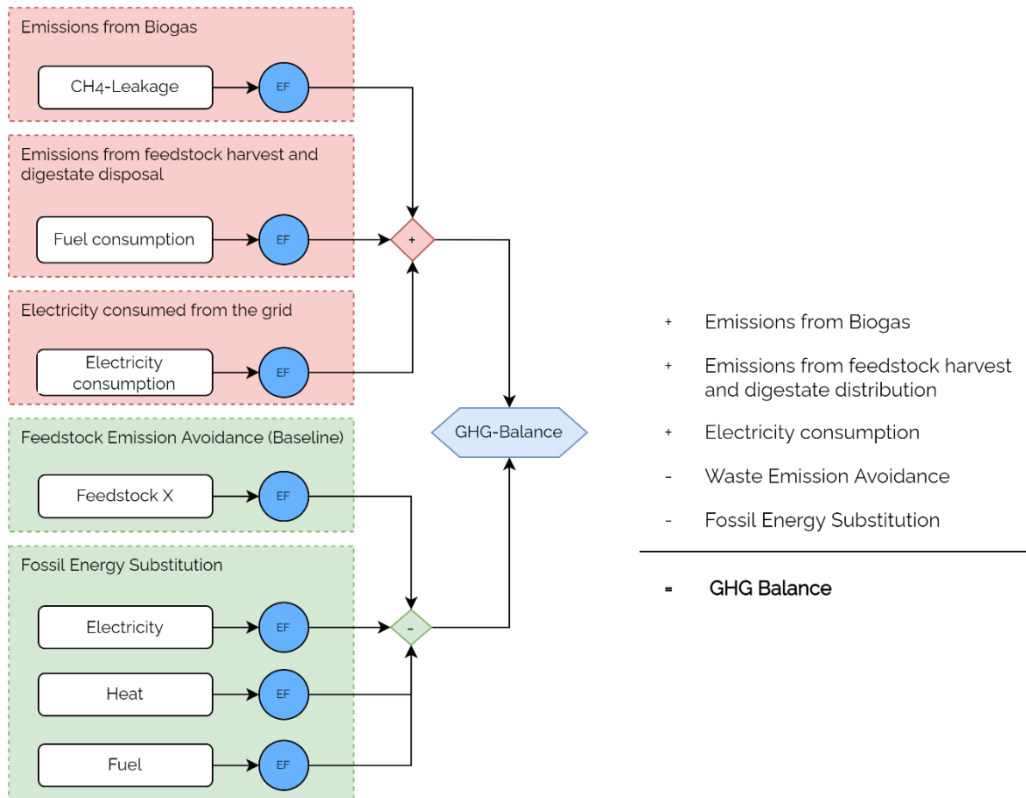 Emissions from Biogas
CH4-Leakage
EF
Emissions from feedstock harvest and
digestate disposal
Fuel consumption
EF
+
Electricity consumed from the grid
Electricity
consumption
EF
Feedstock Emission Avoidance (Baseline)
Feedstock X
EF
GHG-Balance
Fossil Energy Substitution
Electricity
EF
-
Heat
EF
Fuel
EF
+ Emissions from Biogas
+ Emissions from feedstock harvest
and digestate distribution
+ Electricity consumption
- Waste Emission Avoidance
- Fossil Energy Substitution
= GHG Balance